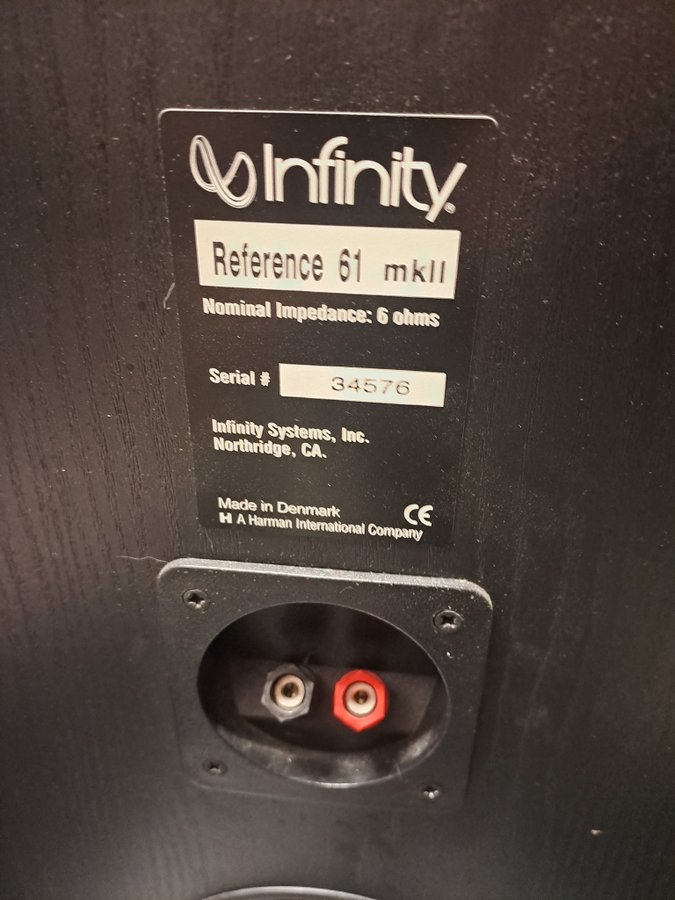 Infinity®
Reference 61 mkII
Nominal Impedance: 6 ohms
Serial # 34576
Infinity Systems, Inc.
Northridge, CA.
Made in Denmark CE
H A Harman International Company